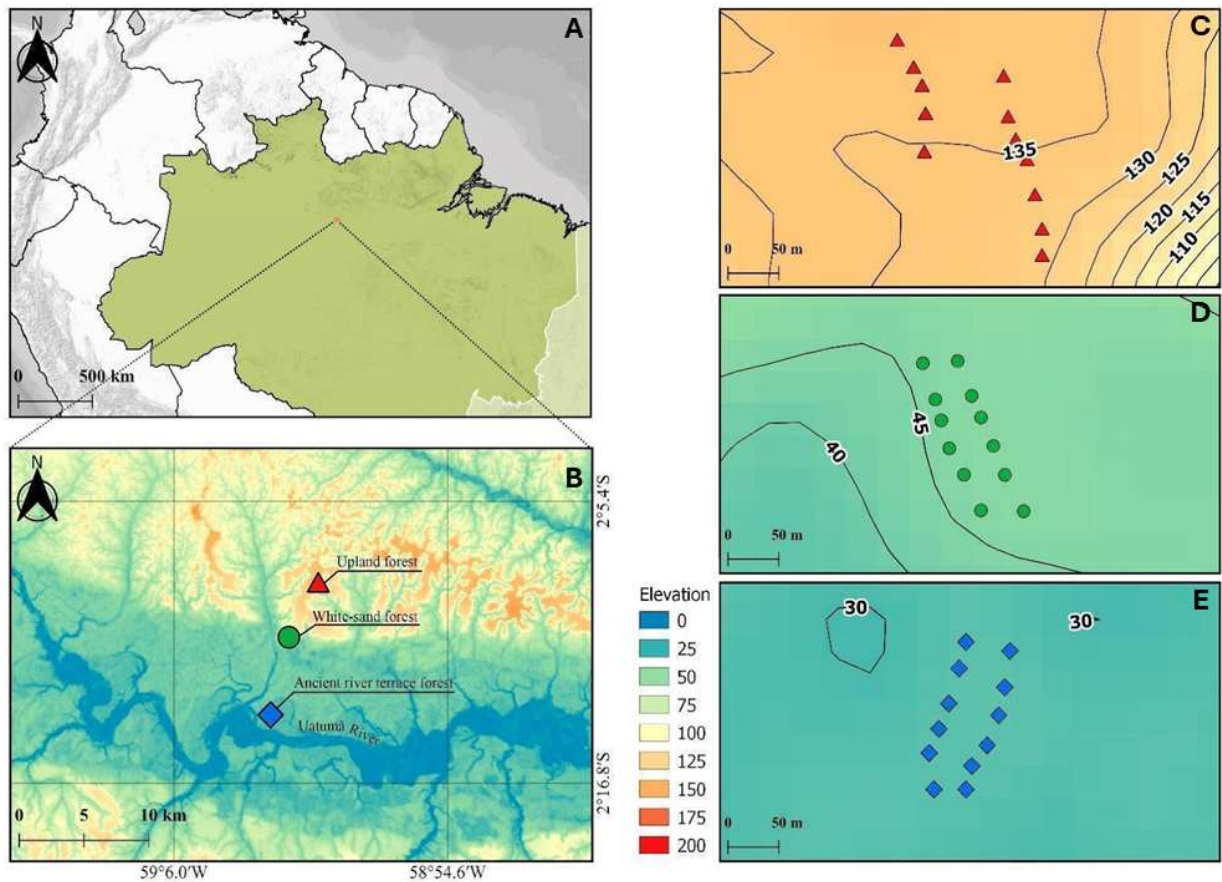 N
A
0
500 km
N
B
2°5.4'S
Upland forest
White-sand forest
Ancient river terrace forest
Uatumã River
0
5
10 km
2°16.8'S
59°6.0'W
58°54.6'W
C
135
130
125
120
115
110
0
50 m
D
45
40
0
50 m
Elevation
0
25
50
75
100
125
150
175
200
E
30
30
0
50 m